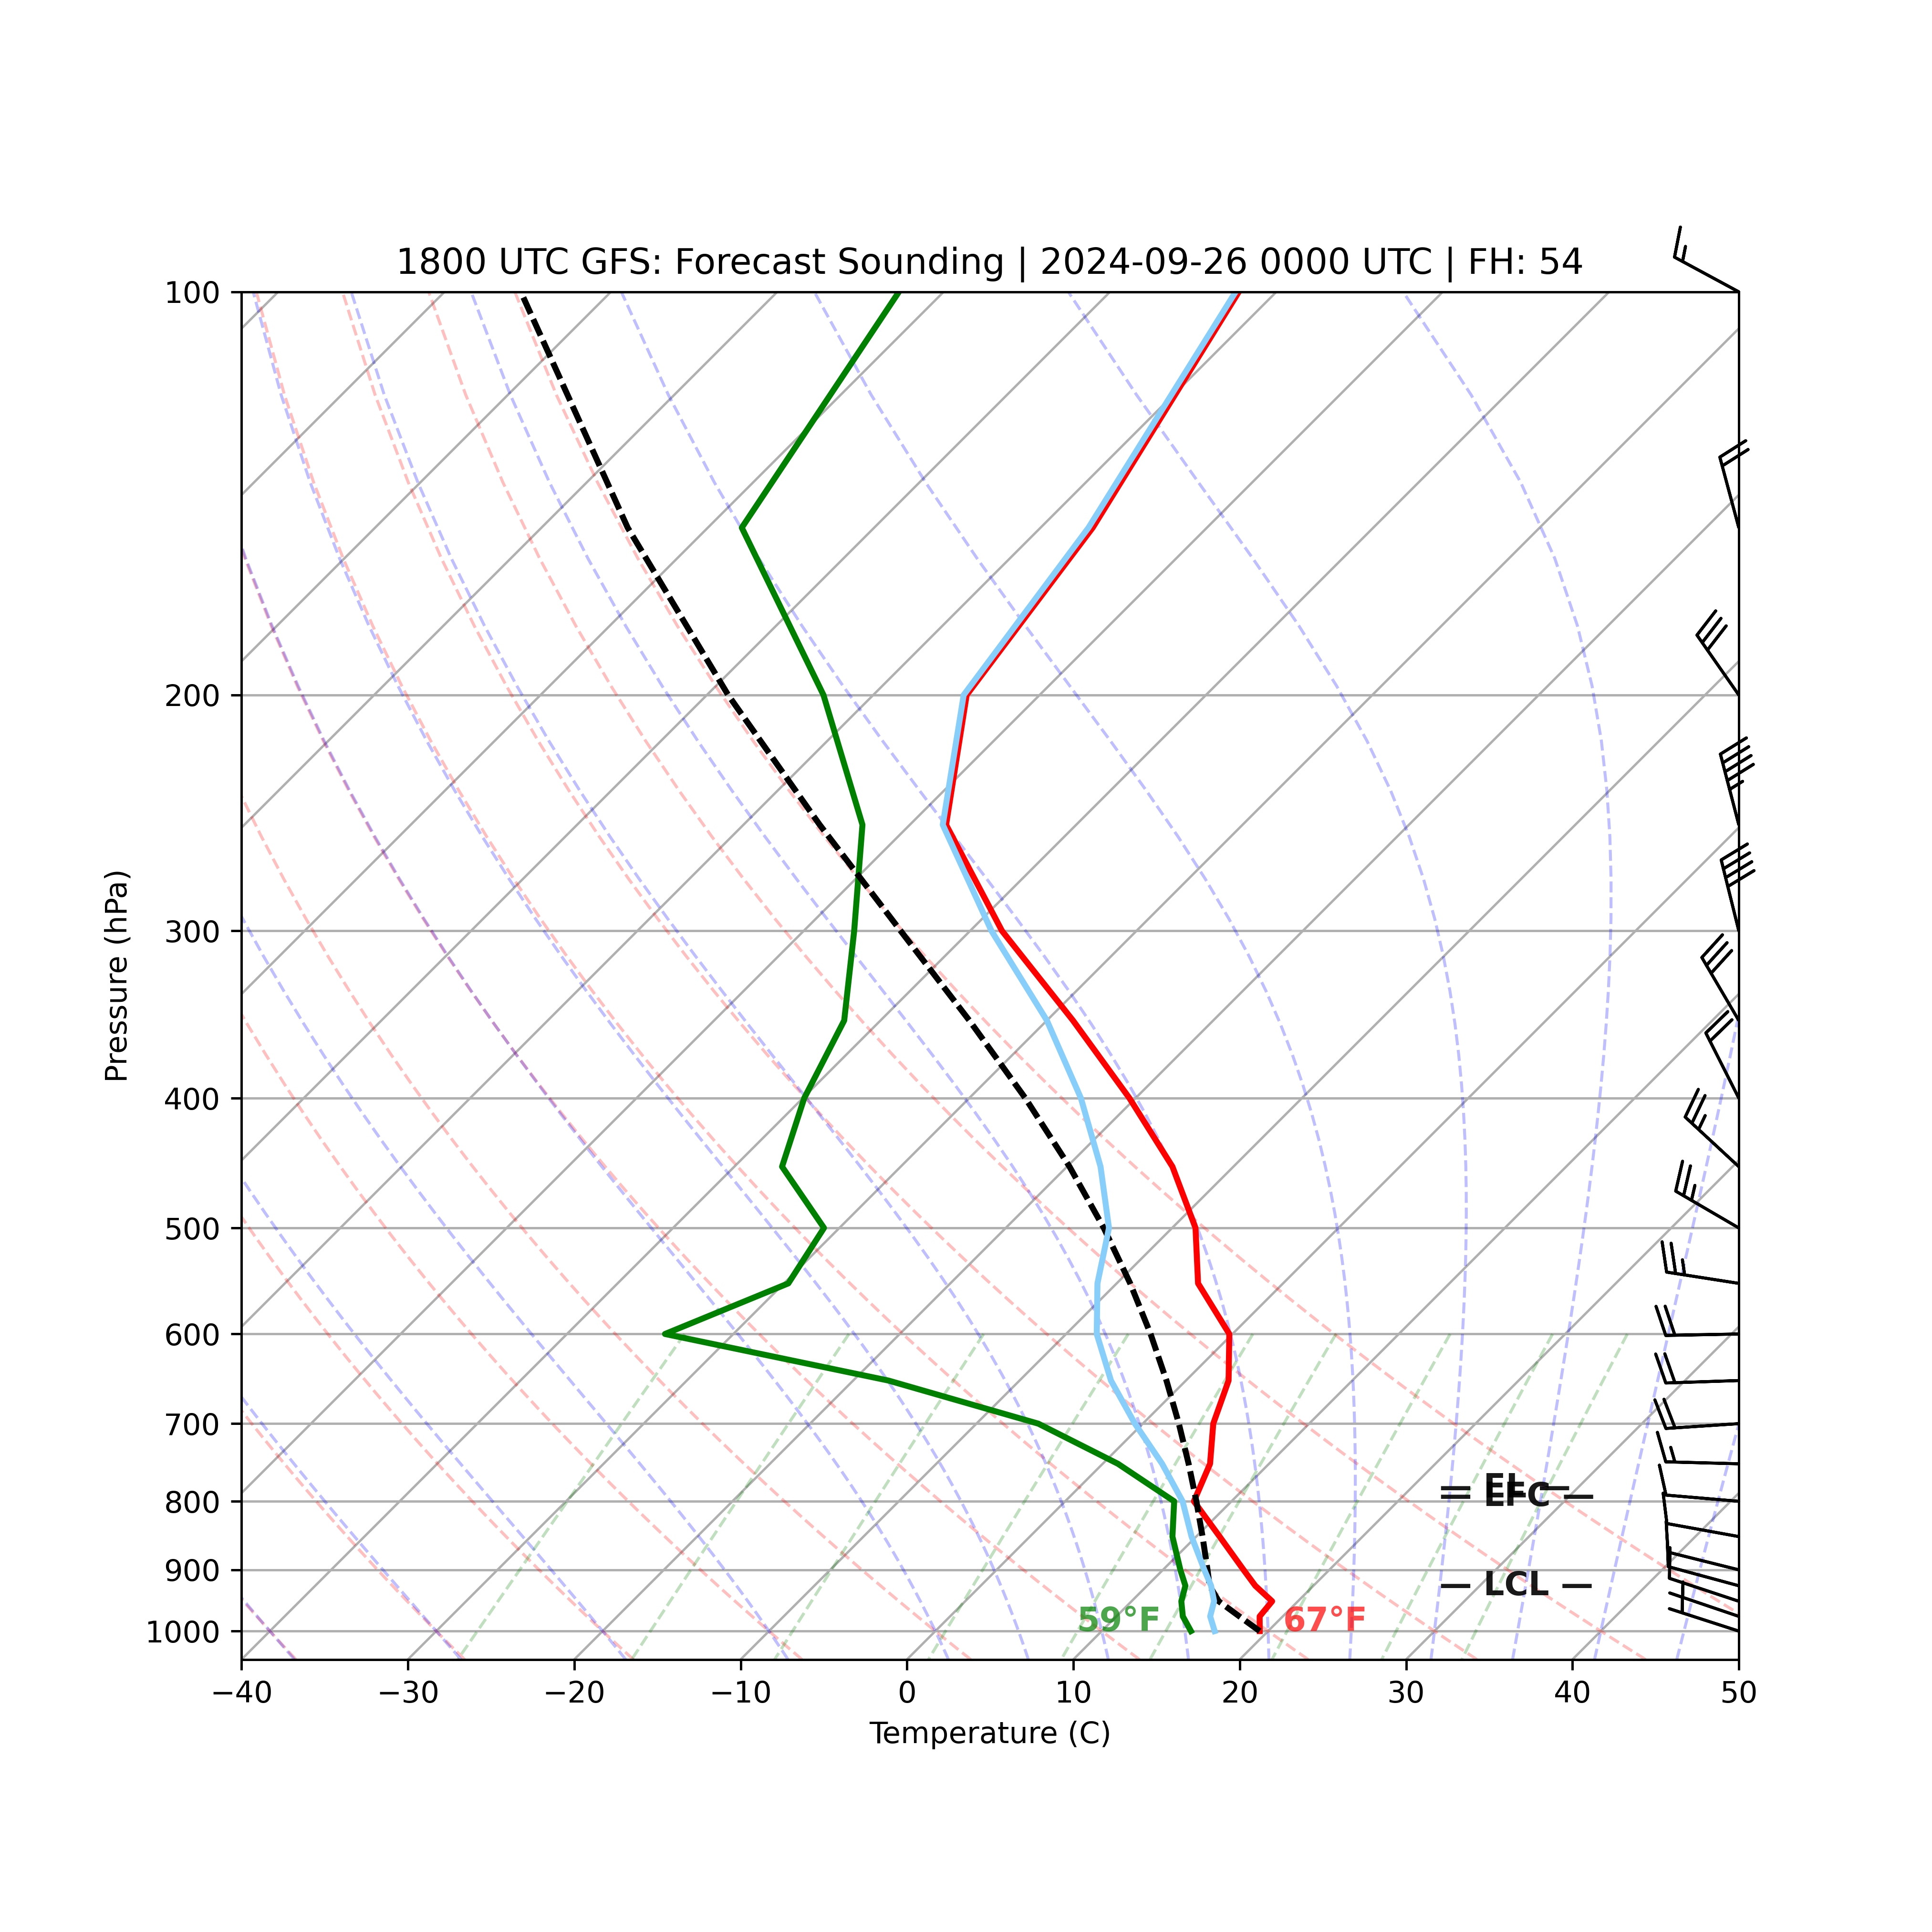 1800 UTC GFS: Forecast Sounding | 2024-09-26 0000 UTC | FH: 54
100
200
300
400
500
600
700
800
900
1000
Pressure (hPa)
— EL —
— LFC —
— LCL —
59°F
67°F
−40
−30
−20
−10
0
10
20
30
40
50
Temperature (C)